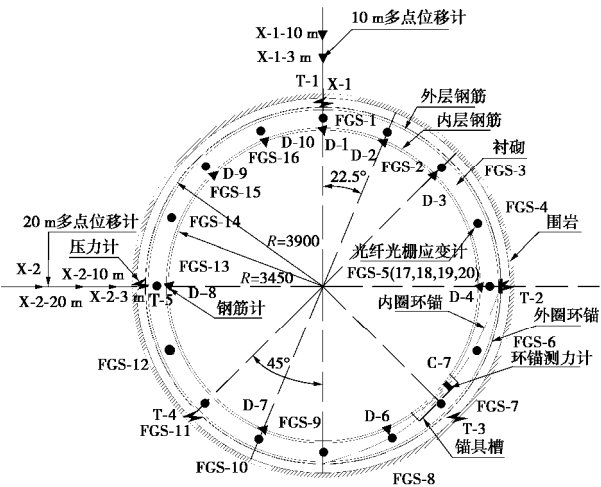 X-1-10 m
10 m多点位移计
X-1-3 m
T-1
X-1
外层钢筋
内层钢筋
FGS-1
D-10
D-1
D-2
FGS-16
FGS-2
衬砌
FGS-3
D-9
D-3
FGS-15
22.5°
FGS-4
FGS-14
围岩
20 m多点位移计
R=3900
光纤光栅应变计
压力计
X-2
X-2-10 m
FGS-13
FGS-5(17,18,19,20)
R=3450
X-2-20 m
X-2-3 m
T-5
D-8
D-4
T-2
钢筋计
内圈环锚
外圈环锚
FGS-6
FGS-12
45°
C-7
环锚测力计
T-4
D-7
FGS-9
D-6
FGS-7
T-3
FGS-11
锚具槽
FGS-10
FGS-8